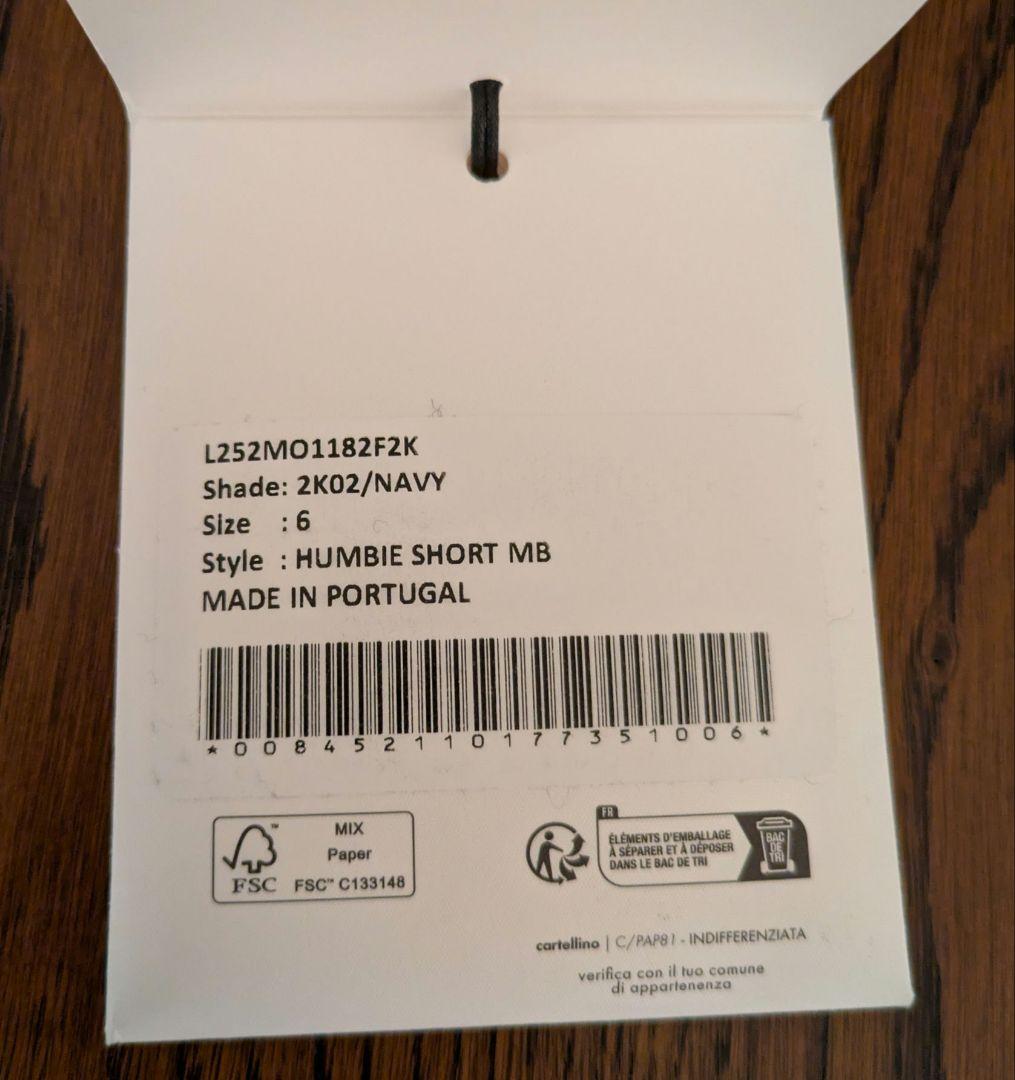 L252MO1182F2K
Shade: 2K02/NAVY
Size : 6
Style : HUMBIE SHORT MB
MADE IN PORTUGAL
*008452110177351006*
FSC™
MIX
Paper
FSC™ C133148
FR
ÉLÉMENTS D'EMBALLAGE
À SÉPARER ET À DÉPOSER
DANS LE BAC DE TRI
BAC
DE
TRI
cartellino | C/PAP81 - INDIFFERENZIATA
verifica con il tuo comune
di appartenenza